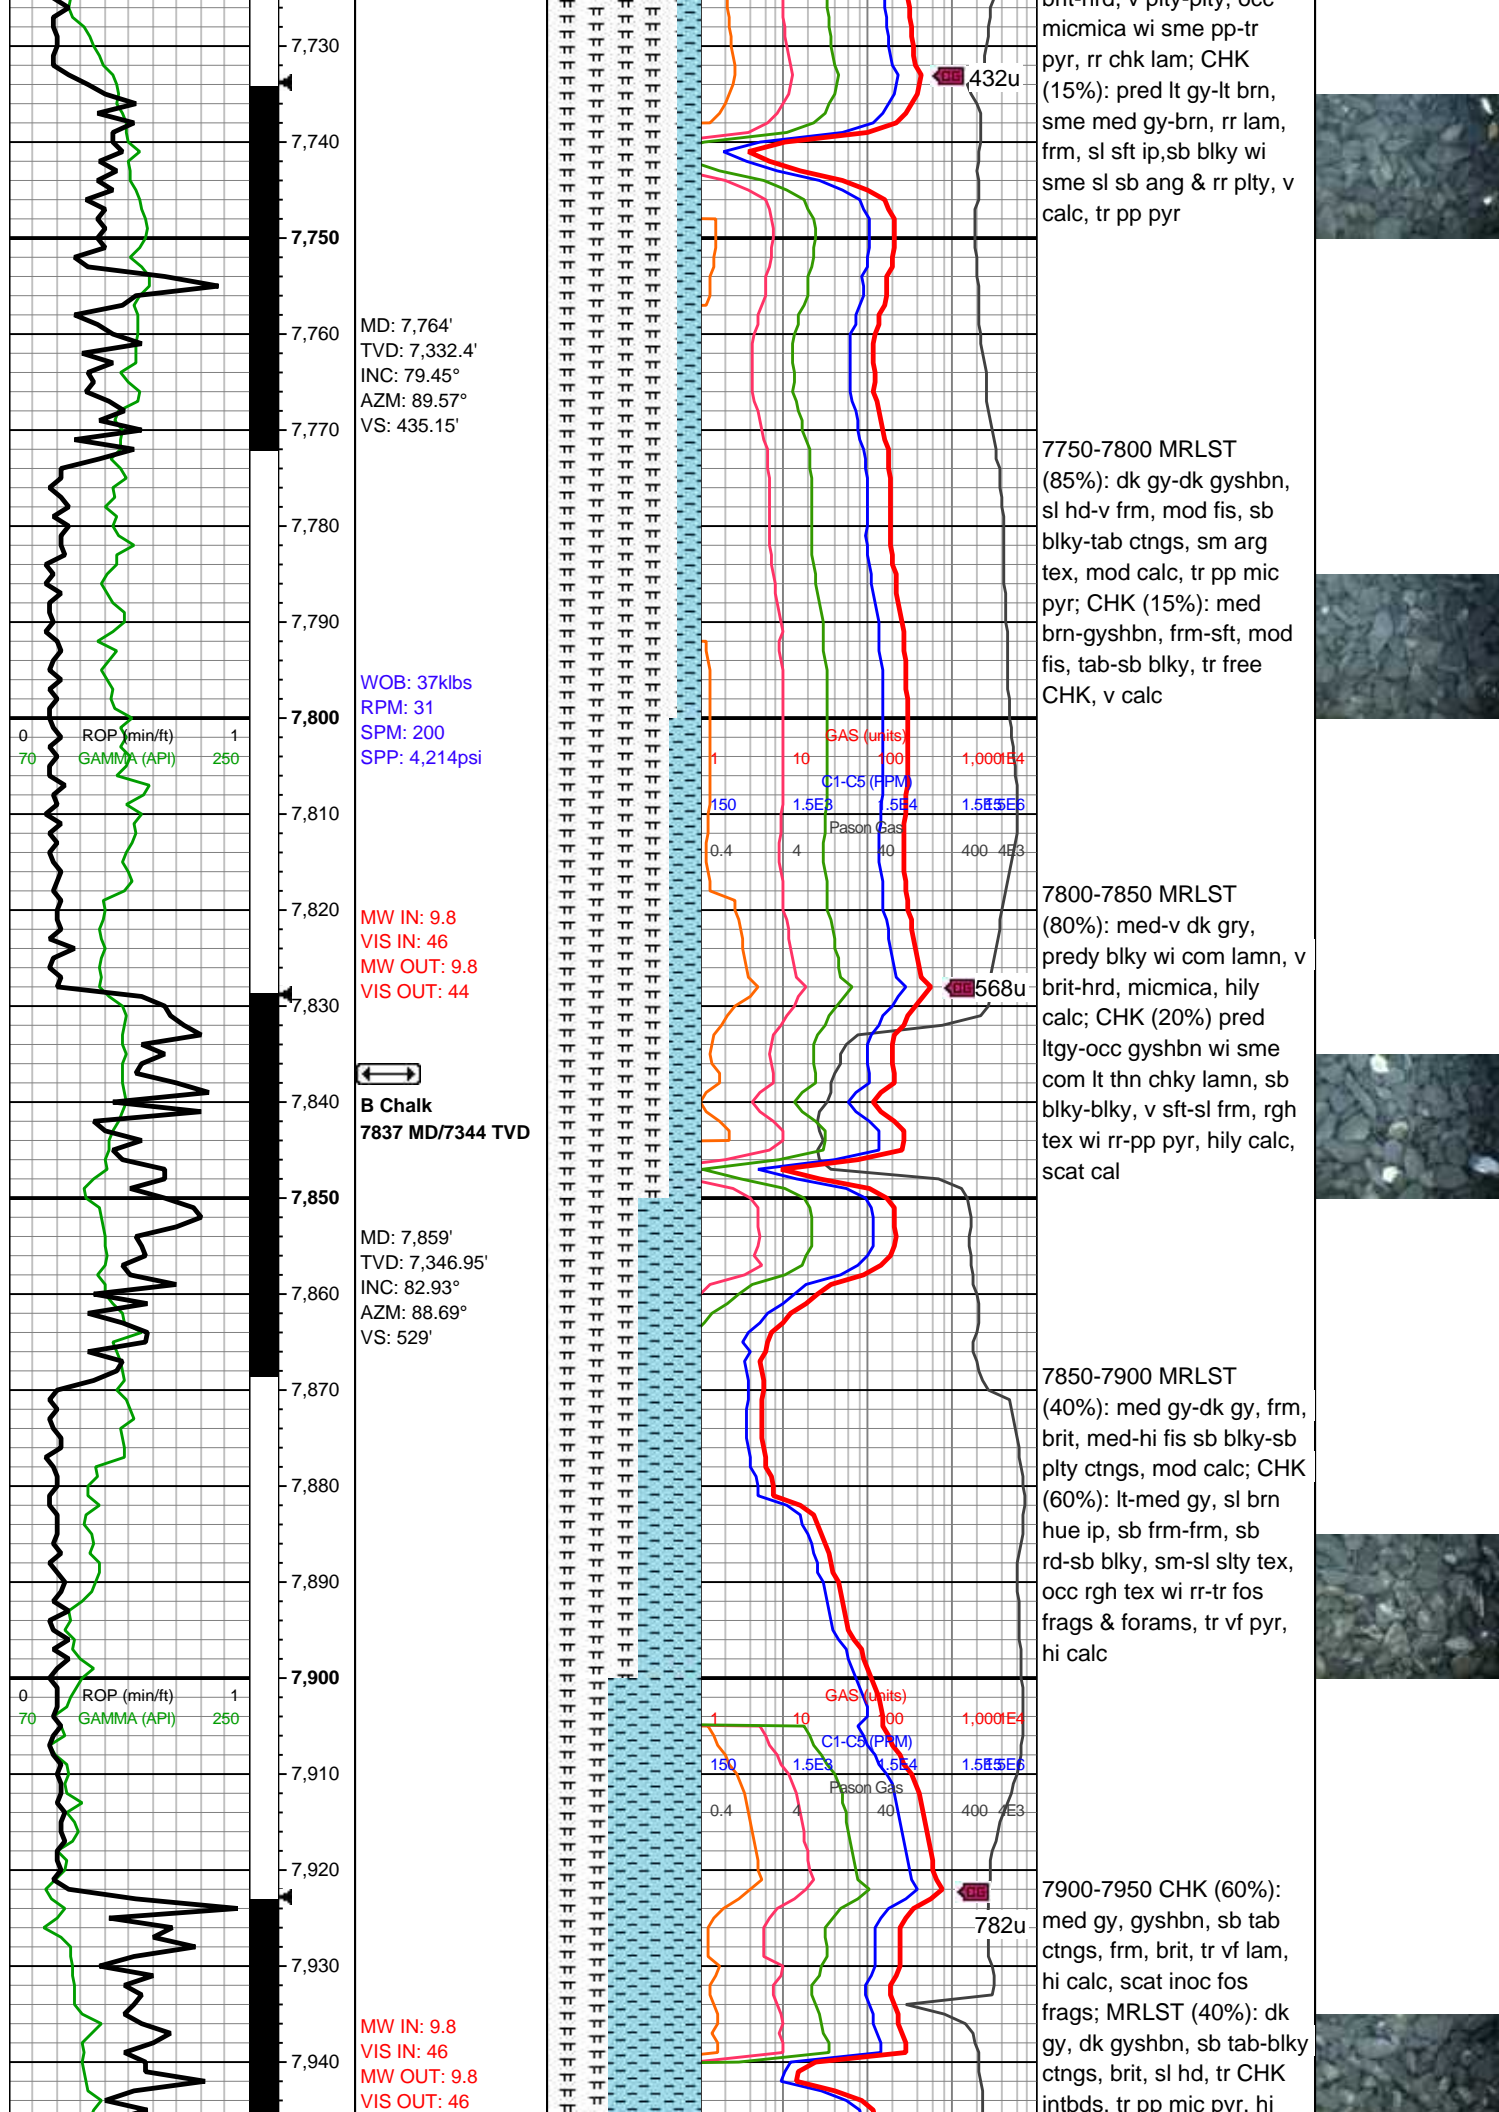 brit-hrd, v plty-plty, occ
micmica wi sme pp-tr
pyr, rr chk lam; CHK
(15%): pred lt gy-lt brn,
sme med gy-brn, rr lam,
frm, sl sft ip,sb blky wi
sme sl sb ang & rr plty, v
calc, tr pp pyr
7,730
CG 432u
7,740
7,750
7,760
MD: 7,764'
TVD: 7,332.4'
INC: 79.45°
AZM: 89.57°
VS: 435.15'
7,770
7,780
7,790
7750-7800 MRLST
(85%): dk gy-dk gyshbn,
sl hd-v frm, mod fis, sb
blky-tab ctngs, sm arg
tex, mod calc, tr pp mic
pyr; CHK (15%): med
brn-gyshbn, frm-sft, mod
fis, tab-sb blky, tr free
CHK, v calc
WOB: 37klbs
RPM: 31
SPM: 200
SPP: 4,214psi
7,800
0 ROP (min/ft) 1
70 GAMMA (API) 250
GAS (units)
1 10 100 1,000 1E4
C1-C5 (PPM)
150 1.5E3 1.5E4 1.5E5 1.5E6
Pason Gas
0.4 4 40 400 4E3
7,810
7,820
MW IN: 9.8
VIS IN: 46
MW OUT: 9.8
VIS OUT: 44
7,830
CG 568u
7800-7850 MRLST
(80%): med-v dk gry,
predy blky wi com lamn, v
brit-hrd, micmica, hily
calc; CHK (20%) pred
ltgy-occ gyshbn wi sme
com lt thn chky lamn, sb
blky-blky, v sft-sl frm, rgh
tex wi rr-pp pyr, hily calc,
scat cal
B Chalk
7837 MD/7344 TVD
7,840
7,850
MD: 7,859'
TVD: 7,346.95'
INC: 82.93°
AZM: 88.69°
VS: 529'
7,860
7,870
7,880
7,890
7850-7900 MRLST
(40%): med gy-dk gy, frm,
brit, med-hi fis sb blky-sb
plty ctngs, mod calc; CHK
(60%): lt-med gy, sl brn
hue ip, sb frm-frm, sb
rd-sb blky, sm-sl slty tex,
occ rgh tex wi rr-tr fos
frags & forams, tr vf pyr,
hi calc
7,900
0 ROP (min/ft) 1
70 GAMMA (API) 250
GAS (units)
1 10 100 1,000 1E4
C1-C5 (PPM)
150 1.5E3 1.5E4 1.5E5 1.5E6
Pason Gas
0.4 4 40 400 4E3
7,910
7,920
CG
782u
7,930
7,940
7900-7950 CHK (60%):
med gy, gyshbn, sb tab
ctngs, frm, brit, tr vf lam,
hi calc, scat inoc fos
frags; MRLST (40%): dk
gy, dk gyshbn, sb tab-blky
ctngs, brit, sl hd, tr CHK
intbds, tr pp mic pyr, hi
MW IN: 9.8
VIS IN: 46
MW OUT: 9.8
VIS OUT: 46